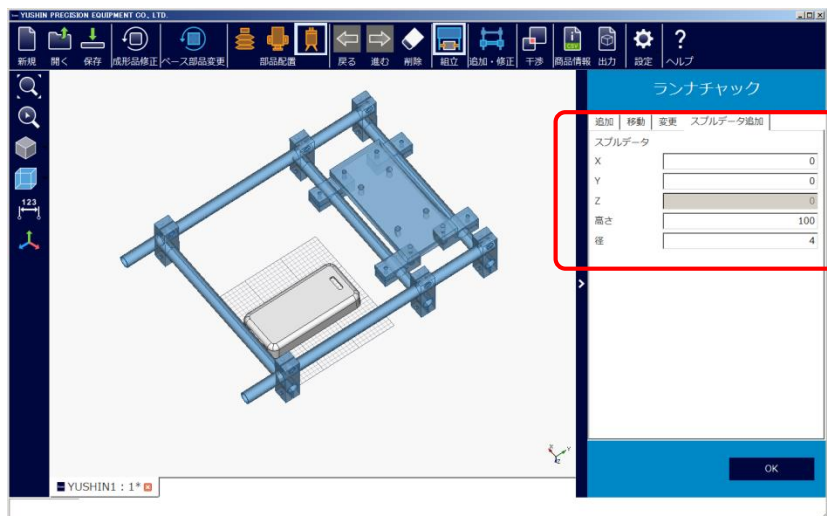 YUSHIN PRECISION EQUIPMENT CO., LTD.
新規 開く 保存 成形品修正 ベース部品変更 部品配置 戻る 進む 削除 組立 追加・修正 干渉 商品情報 出力 設定 ヘルプ
CSV
?
123
ランナチャック
追加 移動 変更 スプルデータ追加
スプルデータ
X 0
Y 0
Z 0
高さ 100
径 4
X Y Z
OK
YUSHIN1 : 1*